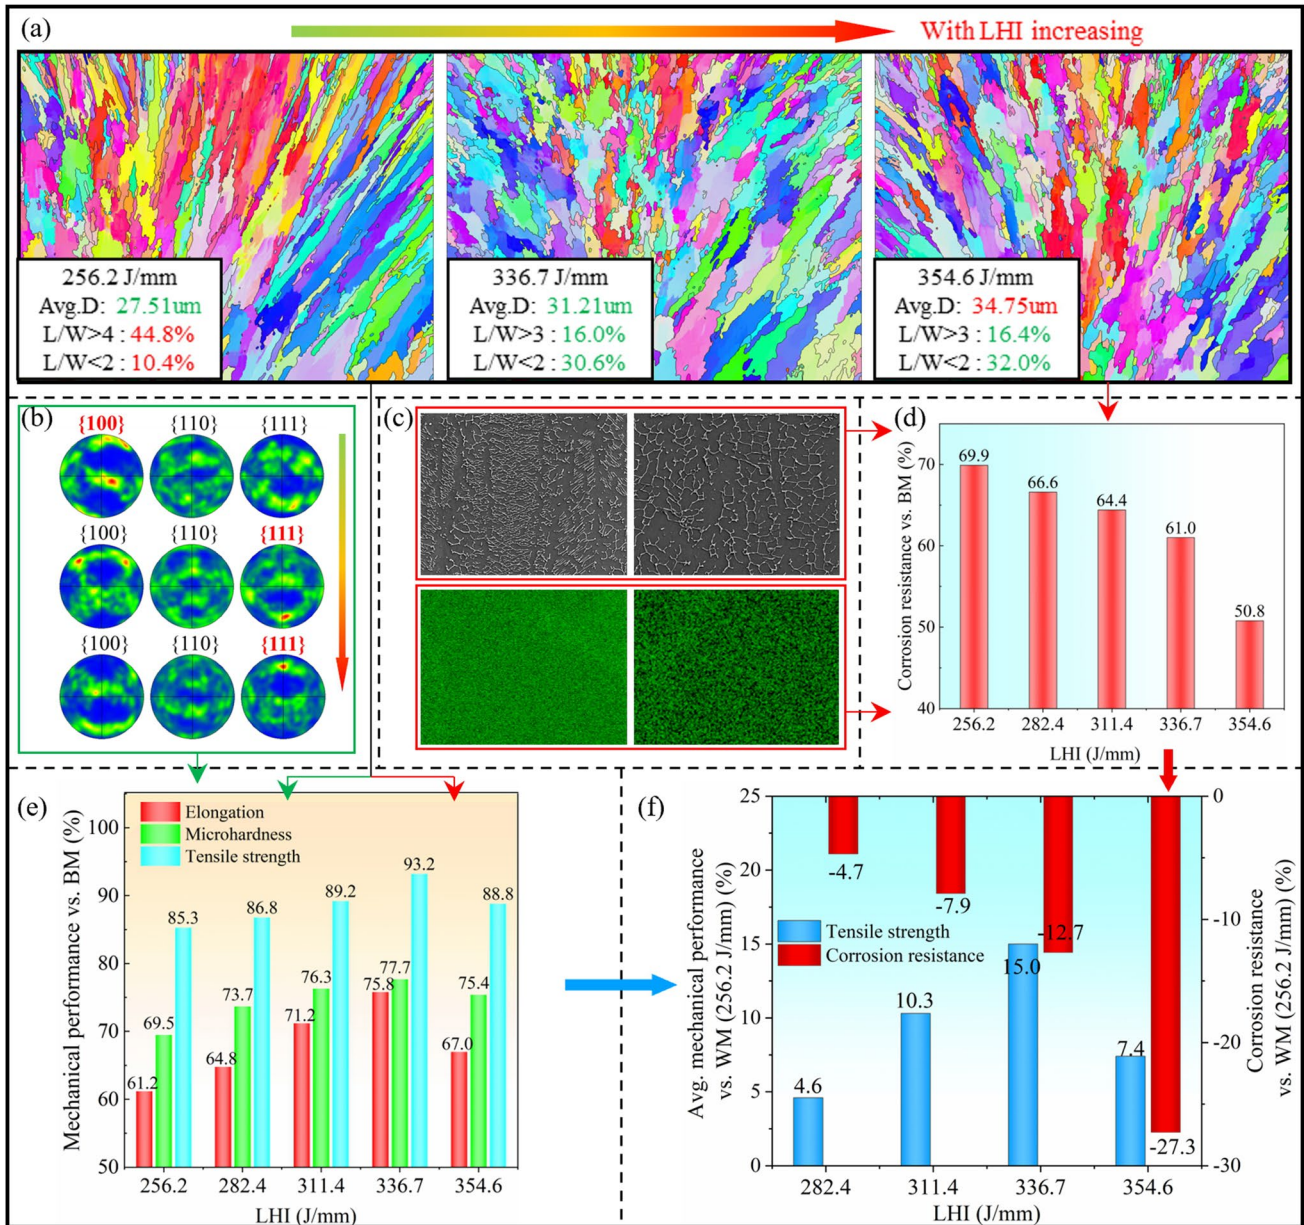 (a)
With LHI increasing
256.2 J/mm
Avg.D: 27.51um
L/W>4 : 44.8%
L/W<2 : 10.4%
336.7 J/mm
Avg.D: 31.21um
L/W>3 : 16.0%
L/W<2 : 30.6%
354.6 J/mm
Avg.D: 34.75um
L/W>3 : 16.4%
L/W<2 : 32.0%
(b)
{100} {110} {111}
{100} {110} {111}
{100} {110} {111}
(c)
(d)
Corrosion resistance vs. BM (%)
70
60
50
40
69.9
66.6
64.4
61.0
50.8
256.2 282.4 311.4 336.7 354.6
LHI (J/mm)
(e)
Mechanical performance vs. BM (%)
100
90
80
70
60
50
Elongation
Microhardness
Tensile strength
61.2 69.5 85.3
64.8 73.7 86.8
71.2 76.3 89.2
75.8 77.7 93.2
67.0 75.4 88.8
256.2 282.4 311.4 336.7 354.6
LHI (J/mm)
(f)
Avg. mechanical performance
vs. WM (256.2 J/mm) (%)
25
20
15
10
5
0
Tensile strength
Corrosion resistance
-4.7
-7.9
-12.7
-27.3
4.6
10.3
15.0
7.4
0
-10
-20
-30
Corrosion resistance
vs. WM (256.2 J/mm) (%)
282.4 311.4 336.7 354.6
LHI (J/mm)